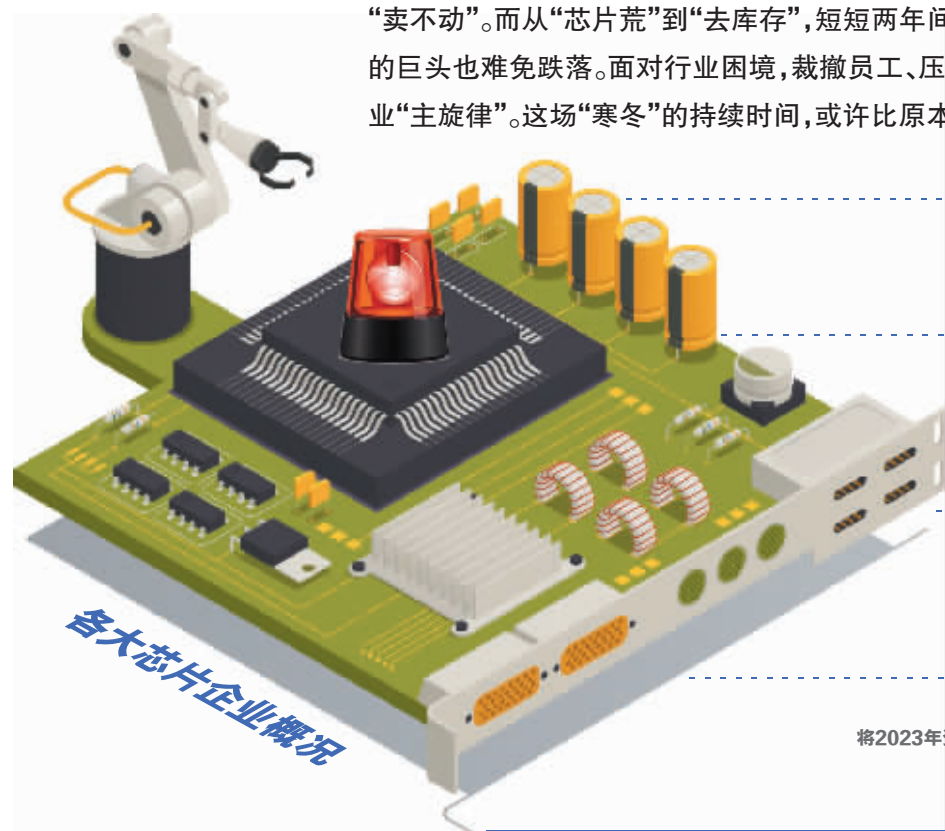 “卖不动”。而从“芯片荒”到“去库存”,短短两年间
的巨头也难免跌落。面对行业困境,裁撤员工、压
业“主旋律”。这场“寒冬”的持续时间,或许比原本
各大芯片企业概况
将2023年